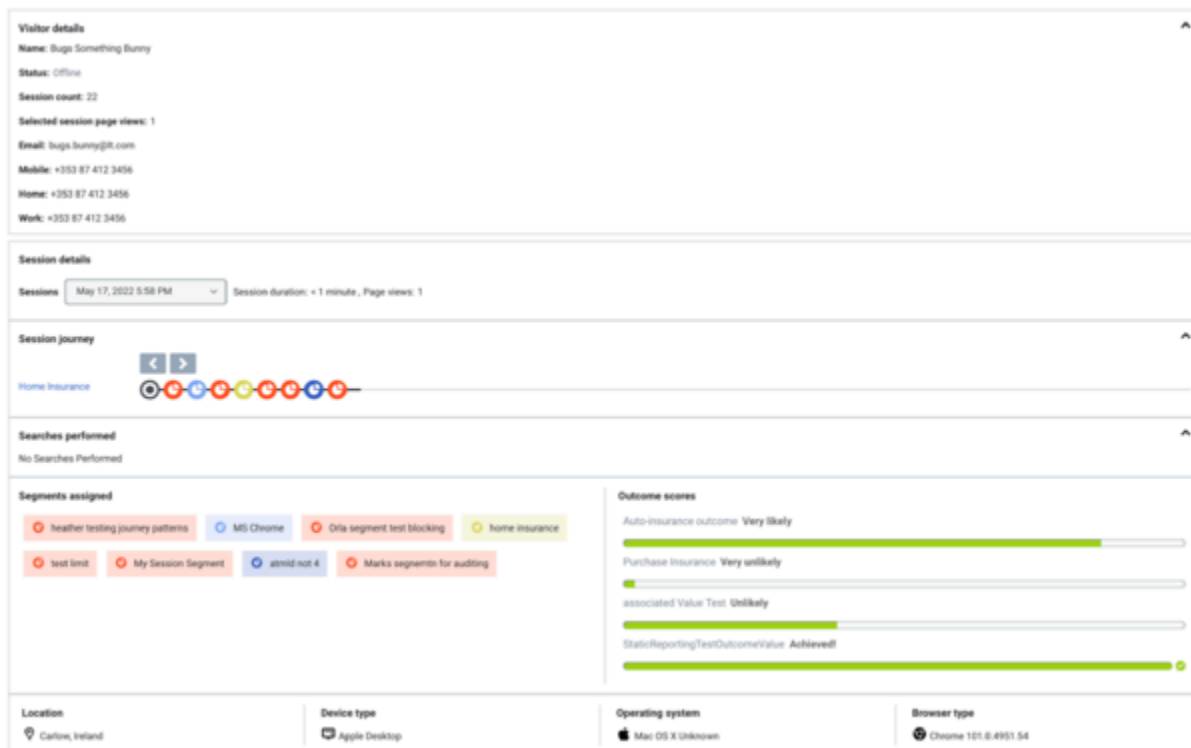 Visitor details
Name: Bugs Something Bunny
Status: Offline
Session count: 22
Selected session page views: 1
Email: bugs.bunny@lt.com
Mobile: +353 87 412 3456
Home: +353 87 412 3456
Work: +353 87 412 3456
Session details
Sessions May 17, 2022 5:58 PM Session duration: < 1 minute , Page views: 1
Session journey
Home Insurance
Searches performed
No Searches Performed
Segments assigned
heather testing journey patterns MS Chrome Orla segment test blocking home insurance
test limit My Session Segment atmid not 4 Marks segnemtn for auditing
Outcome scores
Auto-insurance outcome Very likely
Purchase Insurance Very unlikely
associated Value Test Unlikely
StaticReportingTestOutcomeValue Achieved!
Location Device type Operating system Browser type
Carlow, Ireland Apple Desktop Mac OS X Unknown Chrome 101.0.4951.54